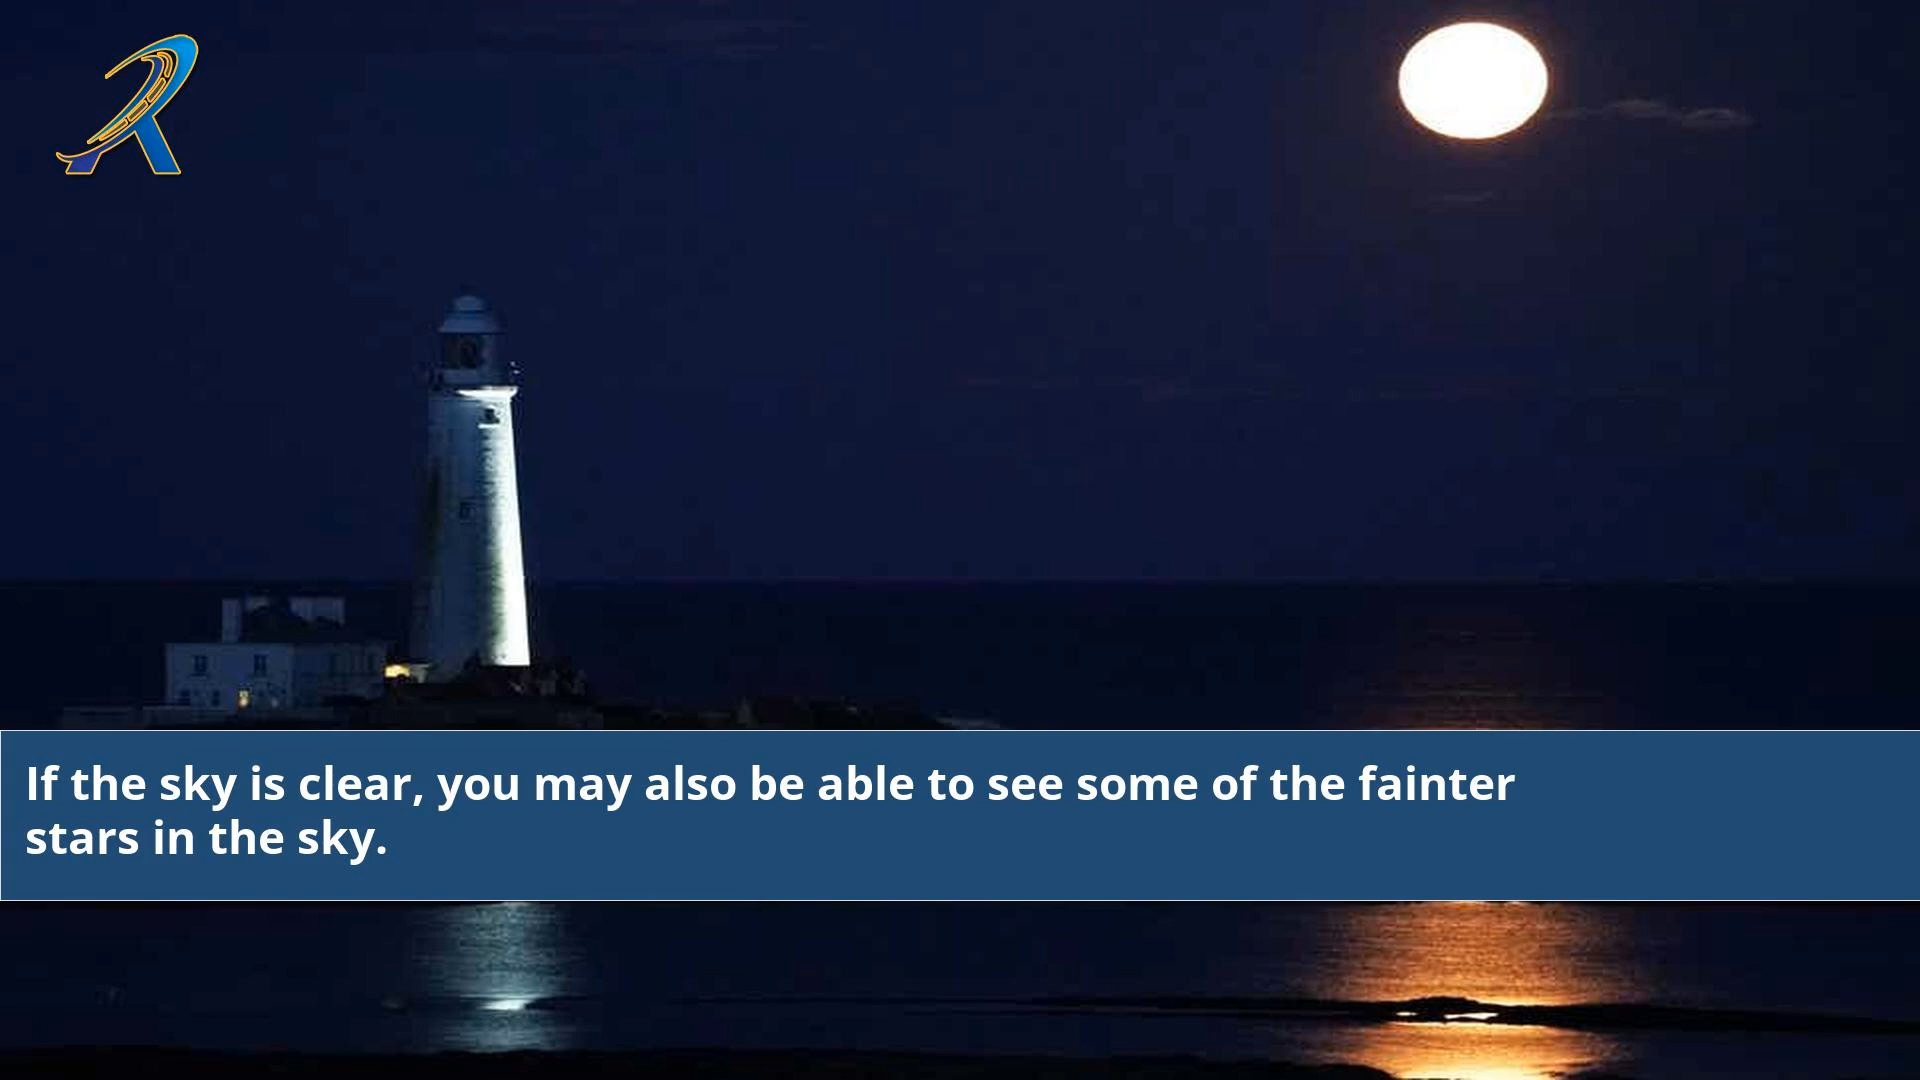 If the sky is clear, you may also be able to see some of the fainter
stars in the sky.